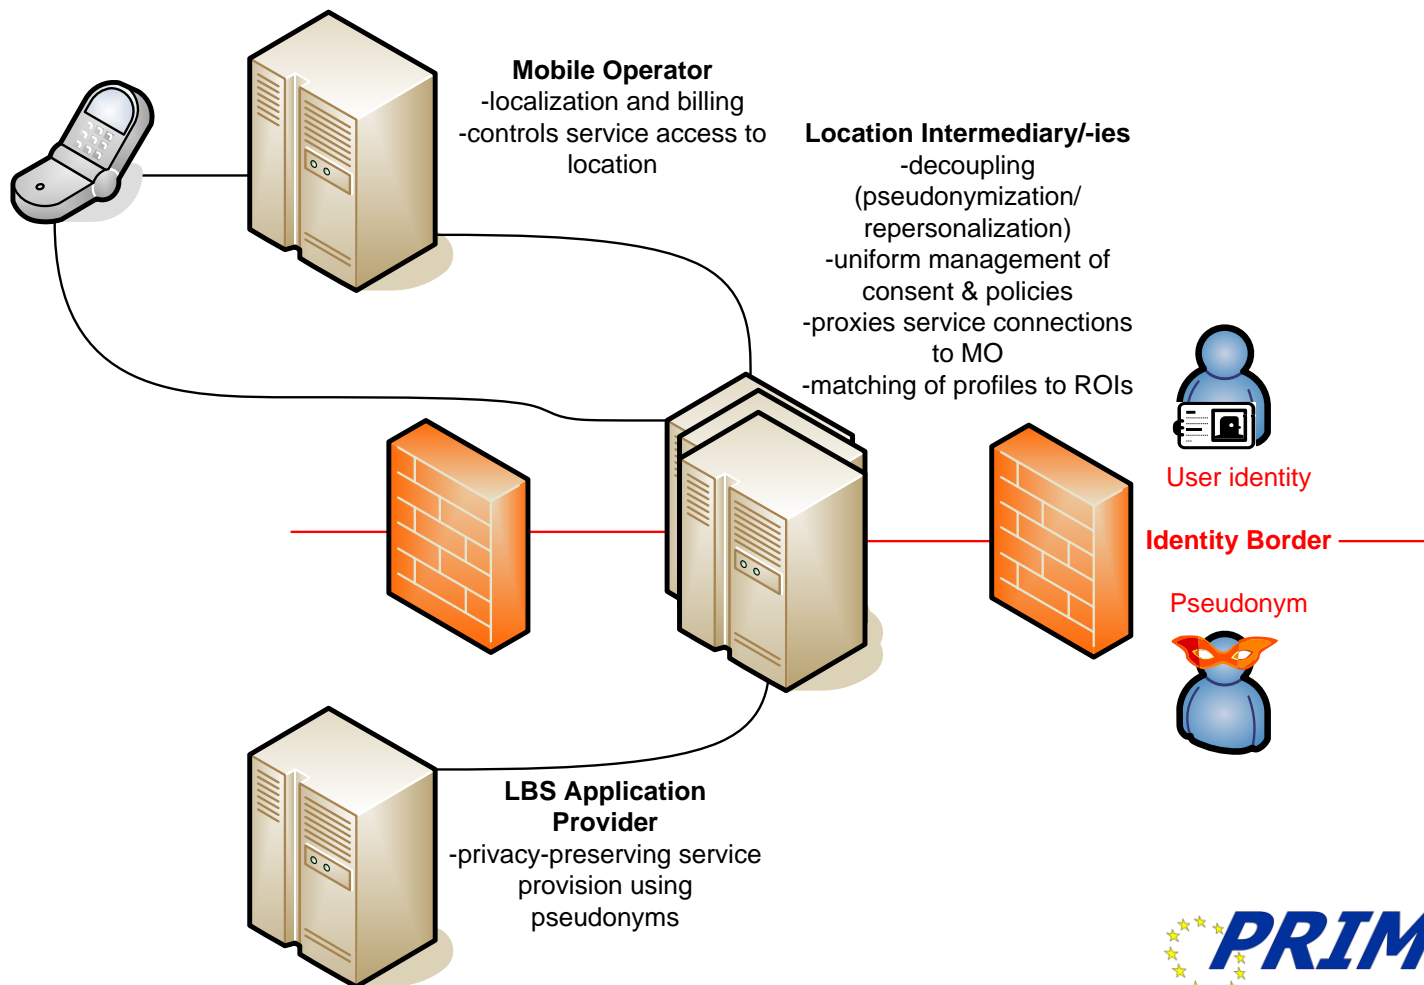 Mobile Operator
-localization and billing
-controls service access to
location
Location Intermediary/-ies
-decoupling
(pseudonymization/
repersonalization)
-uniform management of
consent & policies
-proxies service connections
to MO
-matching of profiles to ROIs
User identity
Identity Border
Pseudonym
LBS Application
Provider
-privacy-preserving service
provision using
pseudonyms
PRIM